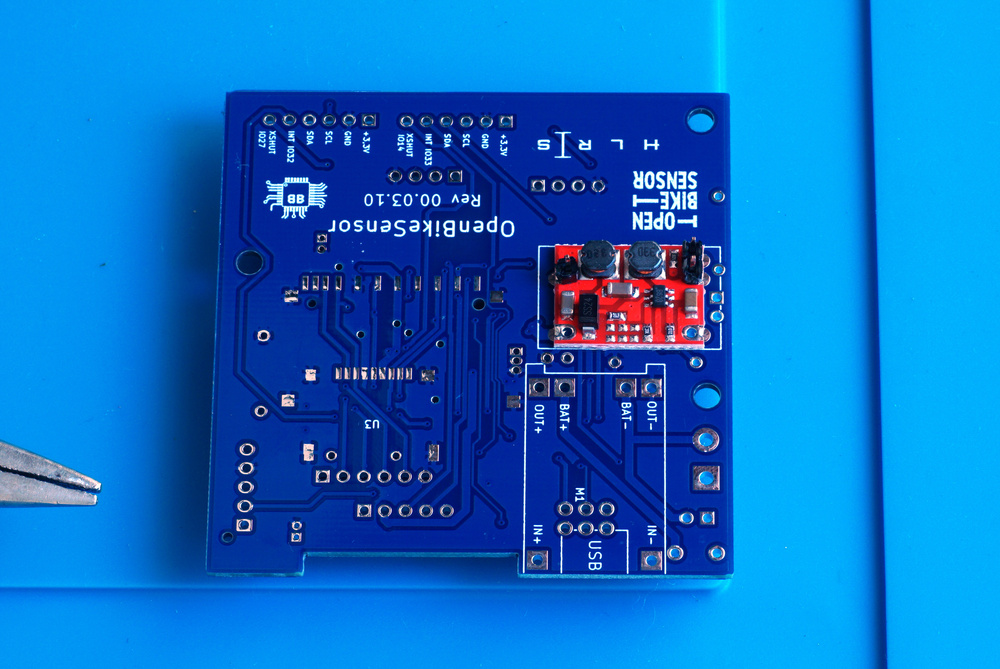 +3.3V
GND
SCL
SDA
INT IO32
XSHUT
IO27
+3.3V
GND
SCL
SDA
INT IO33
XSHUT
IO14
H L R S
OPEN
BIKE
SENSOR
Rev 00.03.10
OpenBikeSensor
BB
330
U3
OUT+
BAT+
BAT-
OUT-
M1
IN+
USB
IN-